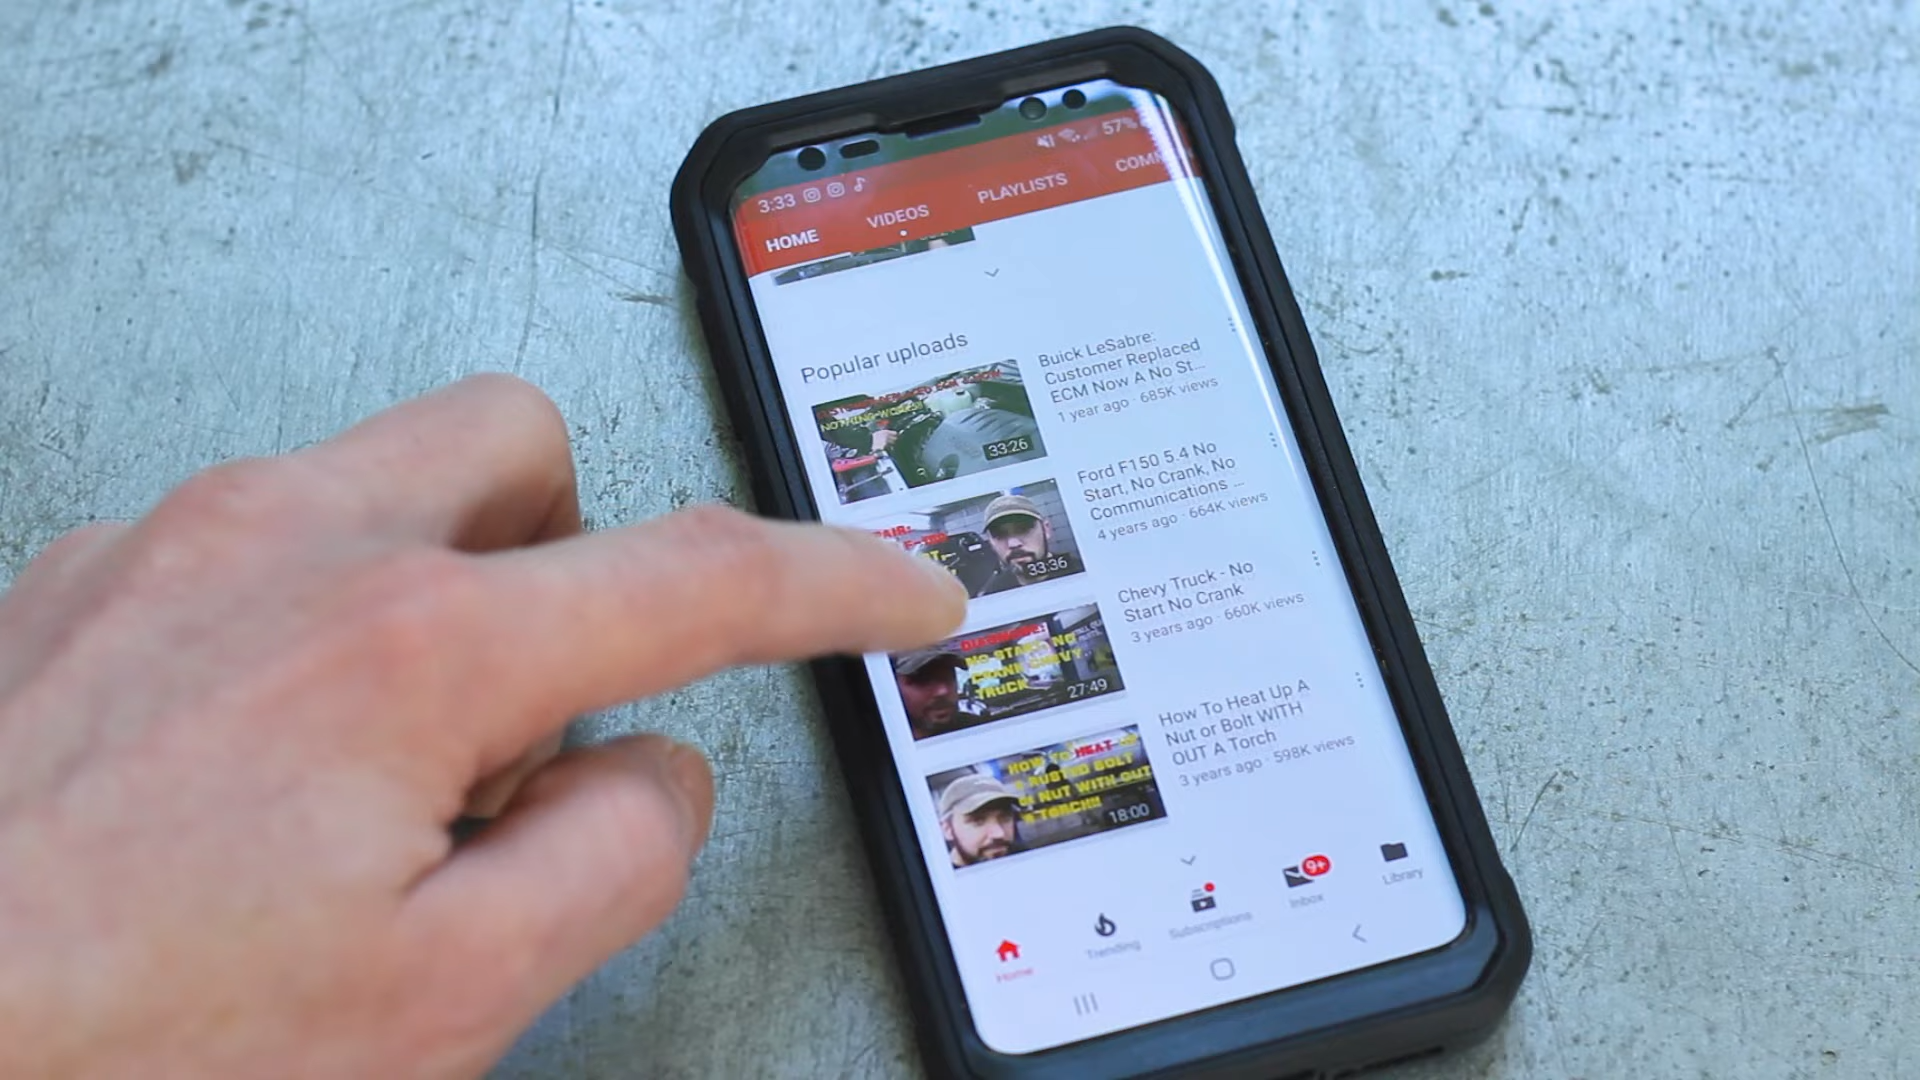 57%
3:33
HOME
VIDEOS
PLAYLISTS
COM
Popular uploads
Buick LeSabre:
Customer Replaced
ECM Now A No St...
1 year ago · 685K views
NOTHING WORKS!!
33:26
Ford F150 5.4 No
Start, No Crank, No
Communications ...
4 years ago · 664K views
33:36
Chevy Truck - No
Start No Crank
3 years ago · 660K views
NO START NO
CRANK CHEVY
TRUCK
27:49
How To Heat Up A
Nut or Bolt WITH
OUT A Torch
3 years ago · 598K views
HOW TO HEAT UP
A RUSTED BOLT
or NUT WITH OUT
A TORCH!!!
18:00
Home
Trending
Subscriptions
9+
Inbox
Library